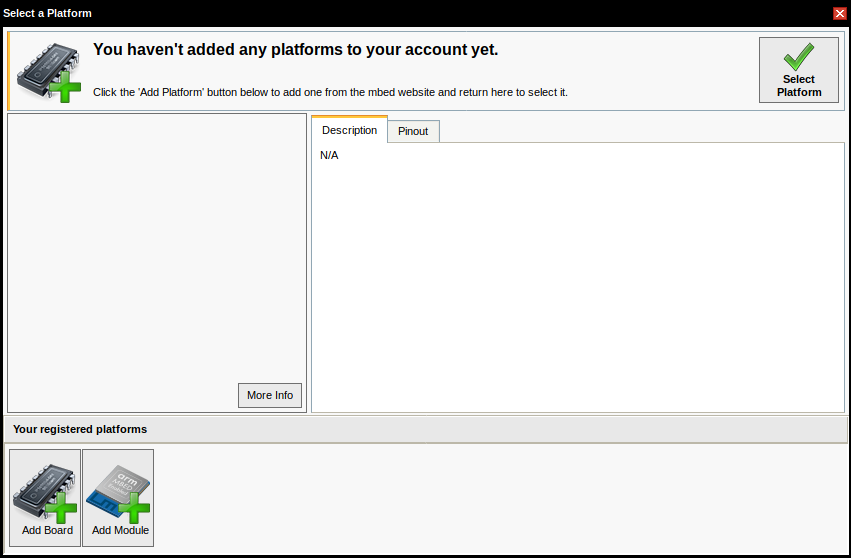 Select a Platform
You haven't added any platforms to your account yet.
Click the 'Add Platform' button below to add one from the mbed website and return here to select it.
Select
Platform
Description
Pinout
N/A
More Info
Your registered platforms
arm
MBED
Enabled
Add Board
Add Module